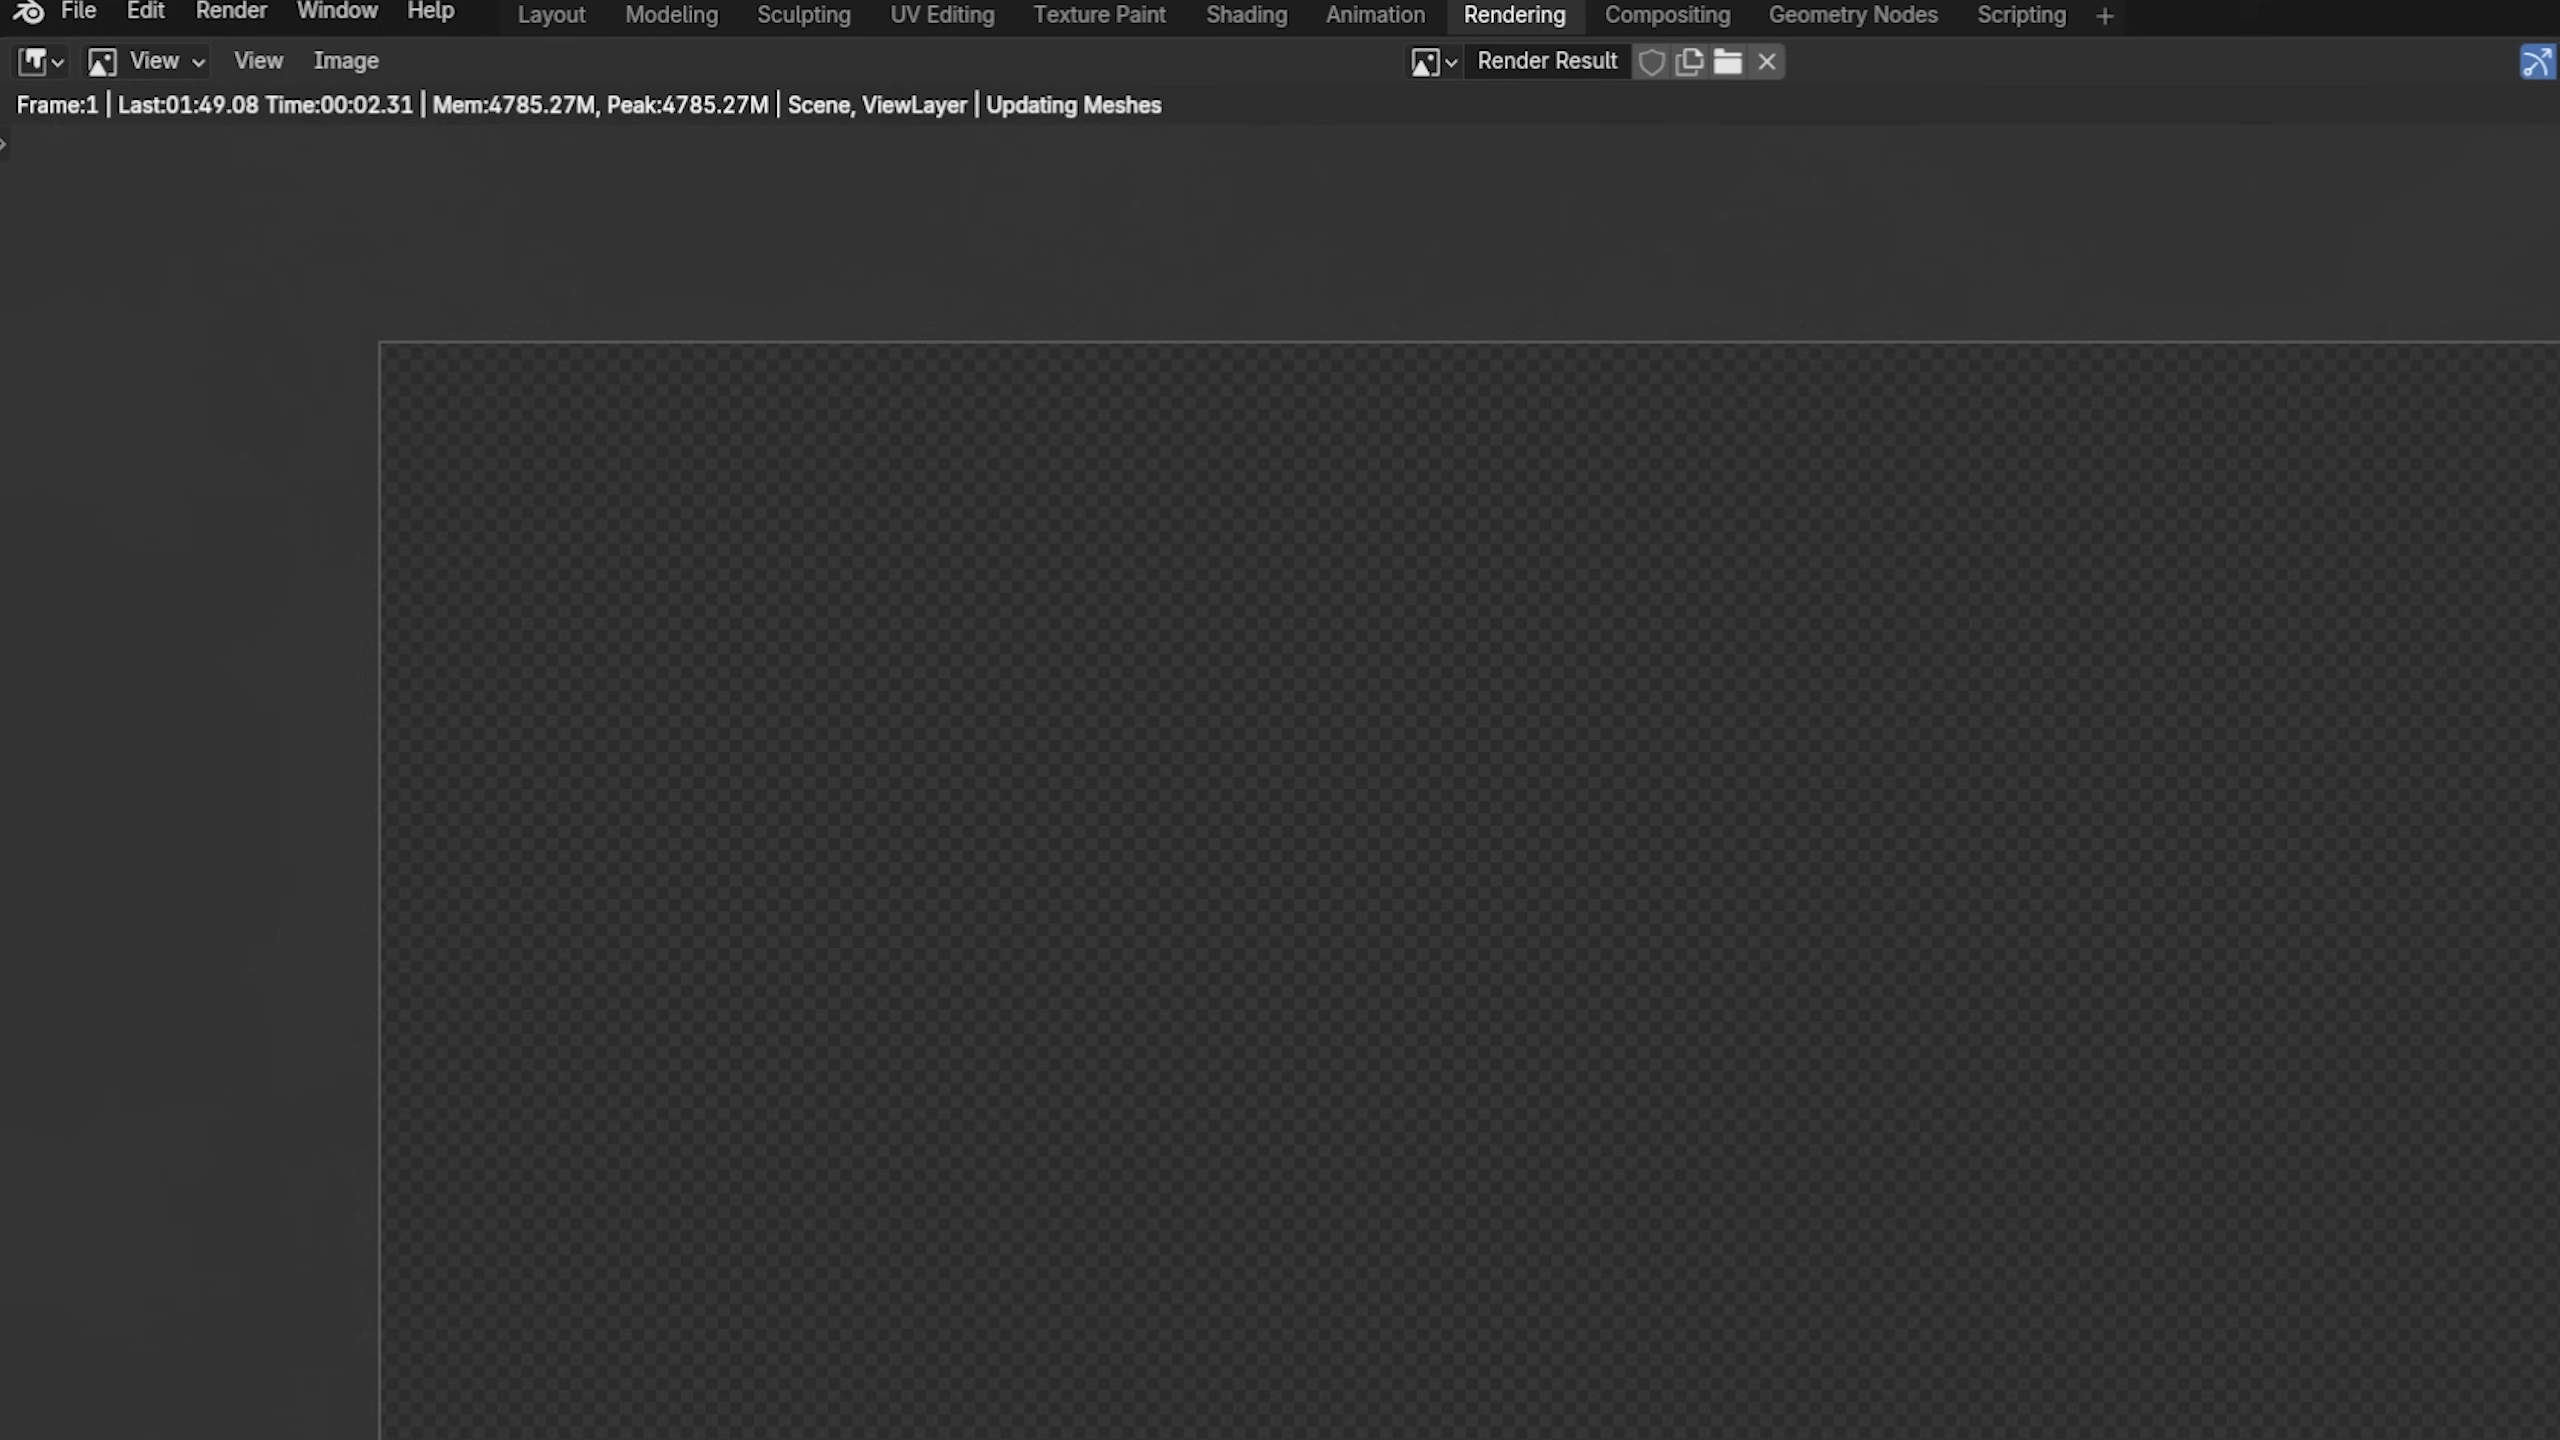 File Edit Render Window Help Layout Modeling Sculpting UV Editing Texture Paint Shading Animation Rendering Compositing Geometry Nodes Scripting +
View View Image Render Result
Frame:1 | Last:01:49.08 Time:00:02.31 | Mem:4785.27M, Peak:4785.27M | Scene, ViewLayer | Updating Meshes